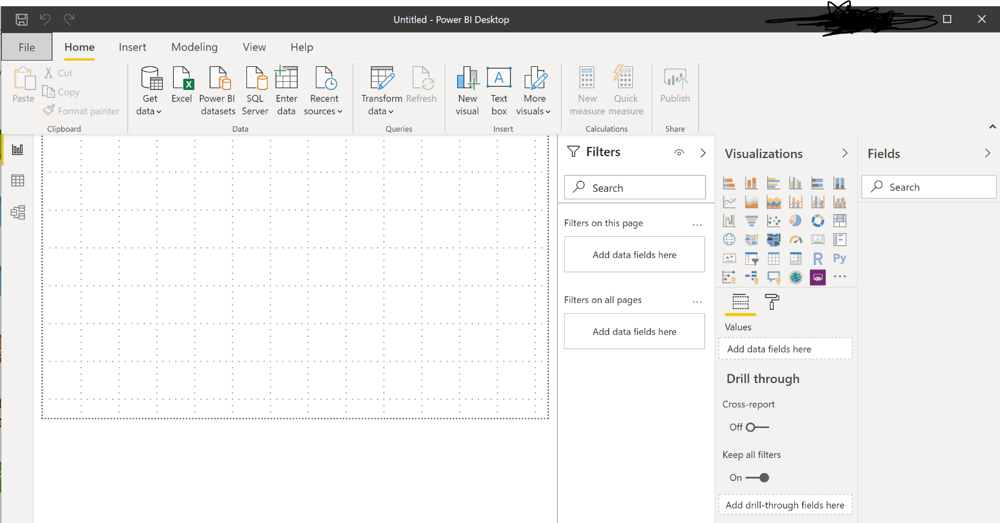 Untitled - Power BI Desktop
File Home Insert Modeling View Help
Paste
Cut
Copy
Format painter
Clipboard
Get data
Excel
Power BI datasets
SQL Server
Enter data
Recent sources
Data
Transform data
Refresh
Queries
New visual
Text box
More visuals
Insert
New measure
Quick measure
Calculations
Publish
Share
Filters
Search
Filters on this page ...
Add data fields here
Filters on all pages ...
Add data fields here
Visualizations
123
R Py
...
Values
Add data fields here
Drill through
Cross-report
Off
Keep all filters
On
Add drill-through fields here
Fields
Search